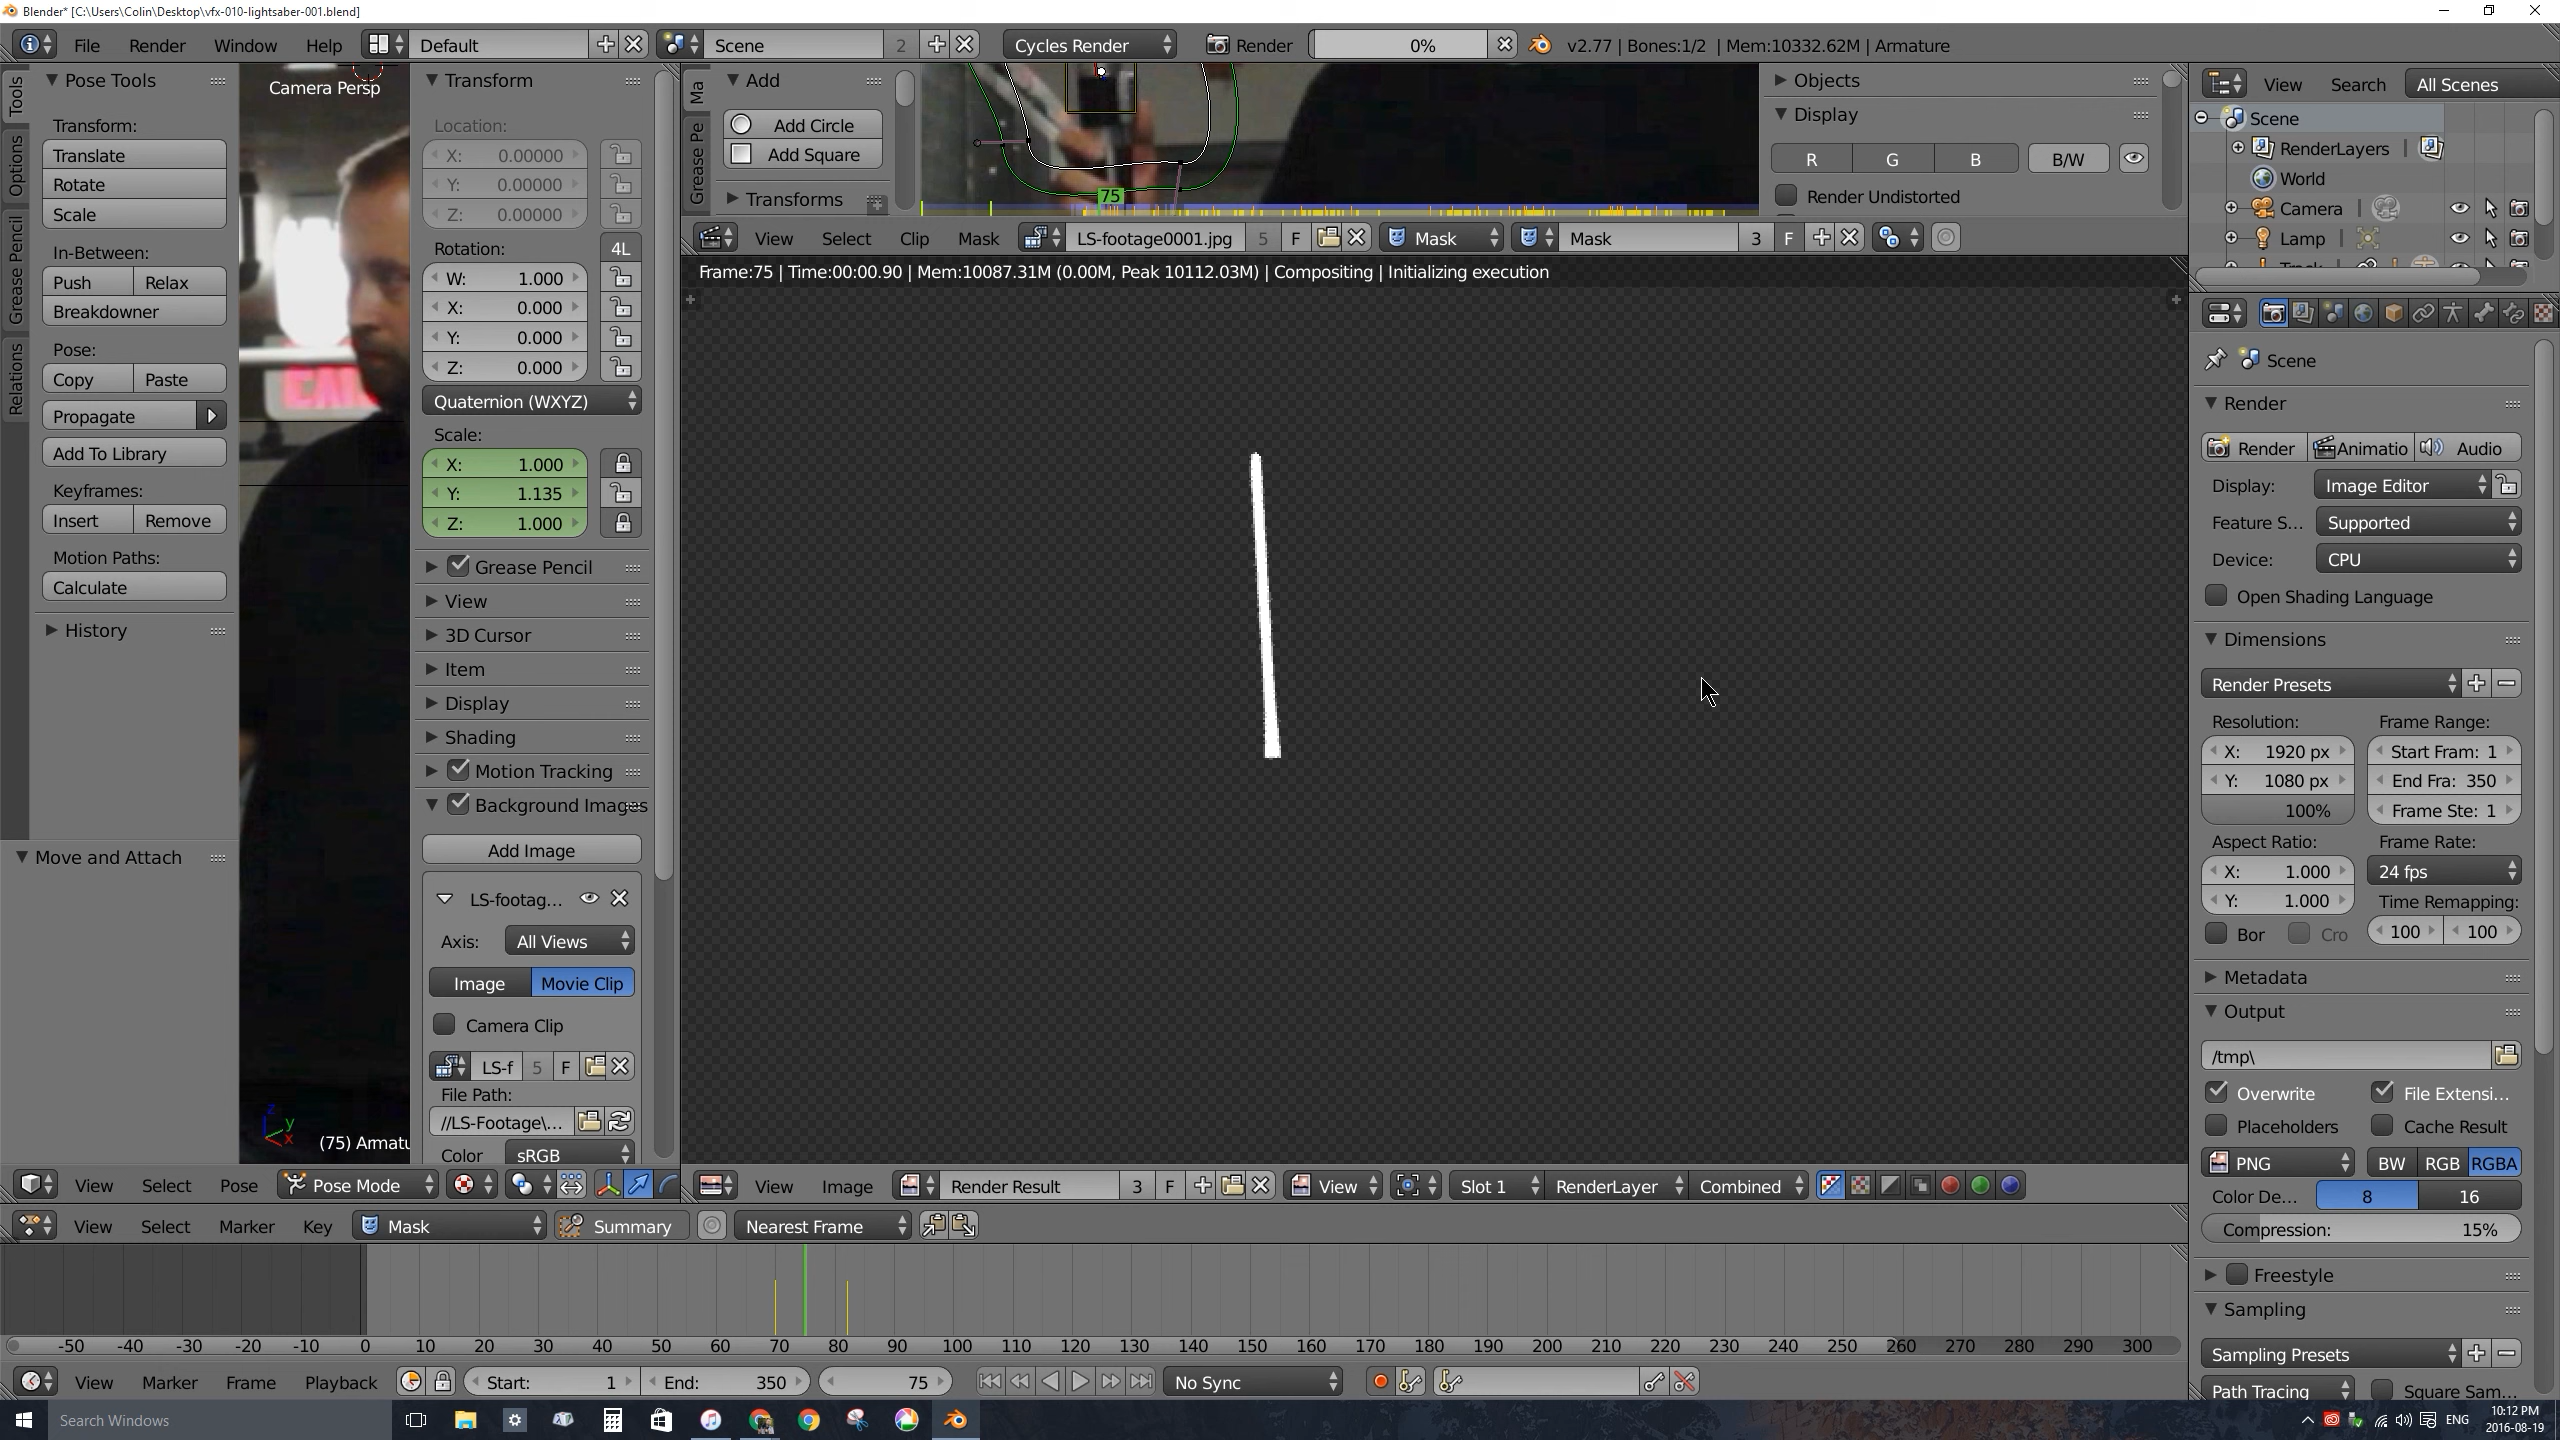 Blender* [C:\Users\Colin\Desktop\vfx-010-lightsaber-001.blend]
File Render Window Help Default Scene 2 Cycles Render Render 0% v2.77 | Bones:1/2 | Mem:10332.62M | Armature
Tools
Options
Grease Pencil
Relations
Pose Tools
Transform:
Translate
Rotate
Scale
In-Between:
Push Relax
Breakdowner
Pose:
Copy Paste
Propagate
Add To Library
Keyframes:
Insert Remove
Motion Paths:
Calculate
History
Move and Attach
Camera Persp
(75) Armatu
Transform
Location:
X: 0.00000
Y: 0.00000
Z: 0.00000
Rotation: 4L
W: 1.000
X: 0.000
Y: 0.000
Z: 0.000
Quaternion (WXYZ)
Scale:
X: 1.000
Y: 1.135
Z: 1.000
Grease Pencil
View
3D Cursor
Item
Display
Shading
Motion Tracking
Background Images
Add Image
LS-footag...
Axis: All Views
Image Movie Clip
Camera Clip
LS-f 5 F
File Path:
//LS-Footage\...
Color sRGB
View Select Pose Pose Mode
Ma
Grease Pe
Add
Add Circle
Add Square
Transforms
75
Objects
Display
R G B B/W
Render Undistorted
View Select Clip Mask LS-footage0001.jpg 5 F Mask Mask 3 F
Frame:75 | Time:00:00.90 | Mem:10087.31M (0.00M, Peak 10112.03M) | Compositing | Initializing execution
View Image Render Result 3 F View Slot 1 RenderLayer Combined
View Select Marker Key Mask Summary Nearest Frame
-50 -40 -30 -20 -10 0 10 20 30 40 50 60 70 80 90 100 110 120 130 140 150 160 170 180 190 200 210 220 230 240 250 260 270 280 290 300
View Marker Frame Playback Start: 1 End: 350 75 No Sync
View Search All Scenes
Scene
RenderLayers |
World
Camera |
Lamp |
Scene
Render
Render Animatio Audio
Display: Image Editor
Feature S... Supported
Device: CPU
Open Shading Language
Dimensions
Render Presets
Resolution: Frame Range:
X: 1920 px Start Fram: 1
Y: 1080 px End Fra: 350
100% Frame Ste: 1
Aspect Ratio: Frame Rate:
X: 1.000 24 fps
Y: 1.000 Time Remapping:
Bor Cro 100 100
Metadata
Output
/tmp\
Overwrite File Extensi...
Placeholders Cache Result
PNG BW RGB RGBA
Color De... 8 16
Compression: 15%
Freestyle
Sampling
Sampling Presets
Path Tracing Square Sam...
Search Windows
ENG 10:12 PM
2016-08-19